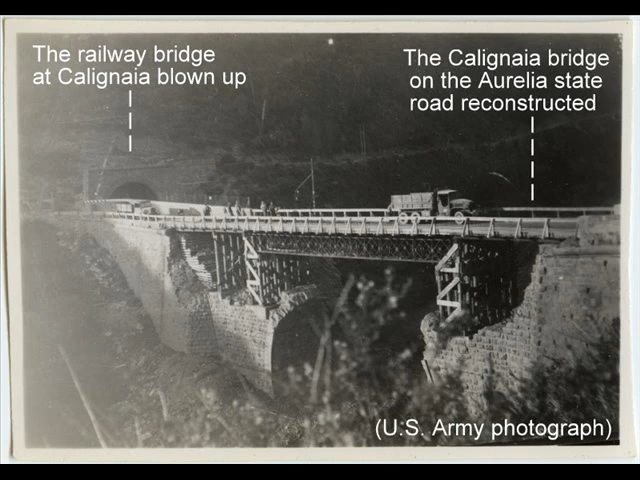 The railway bridge
at Calignaia blown up
The Calignaia bridge
on the Aurelia state
road reconstructed
(U.S. Army photograph)